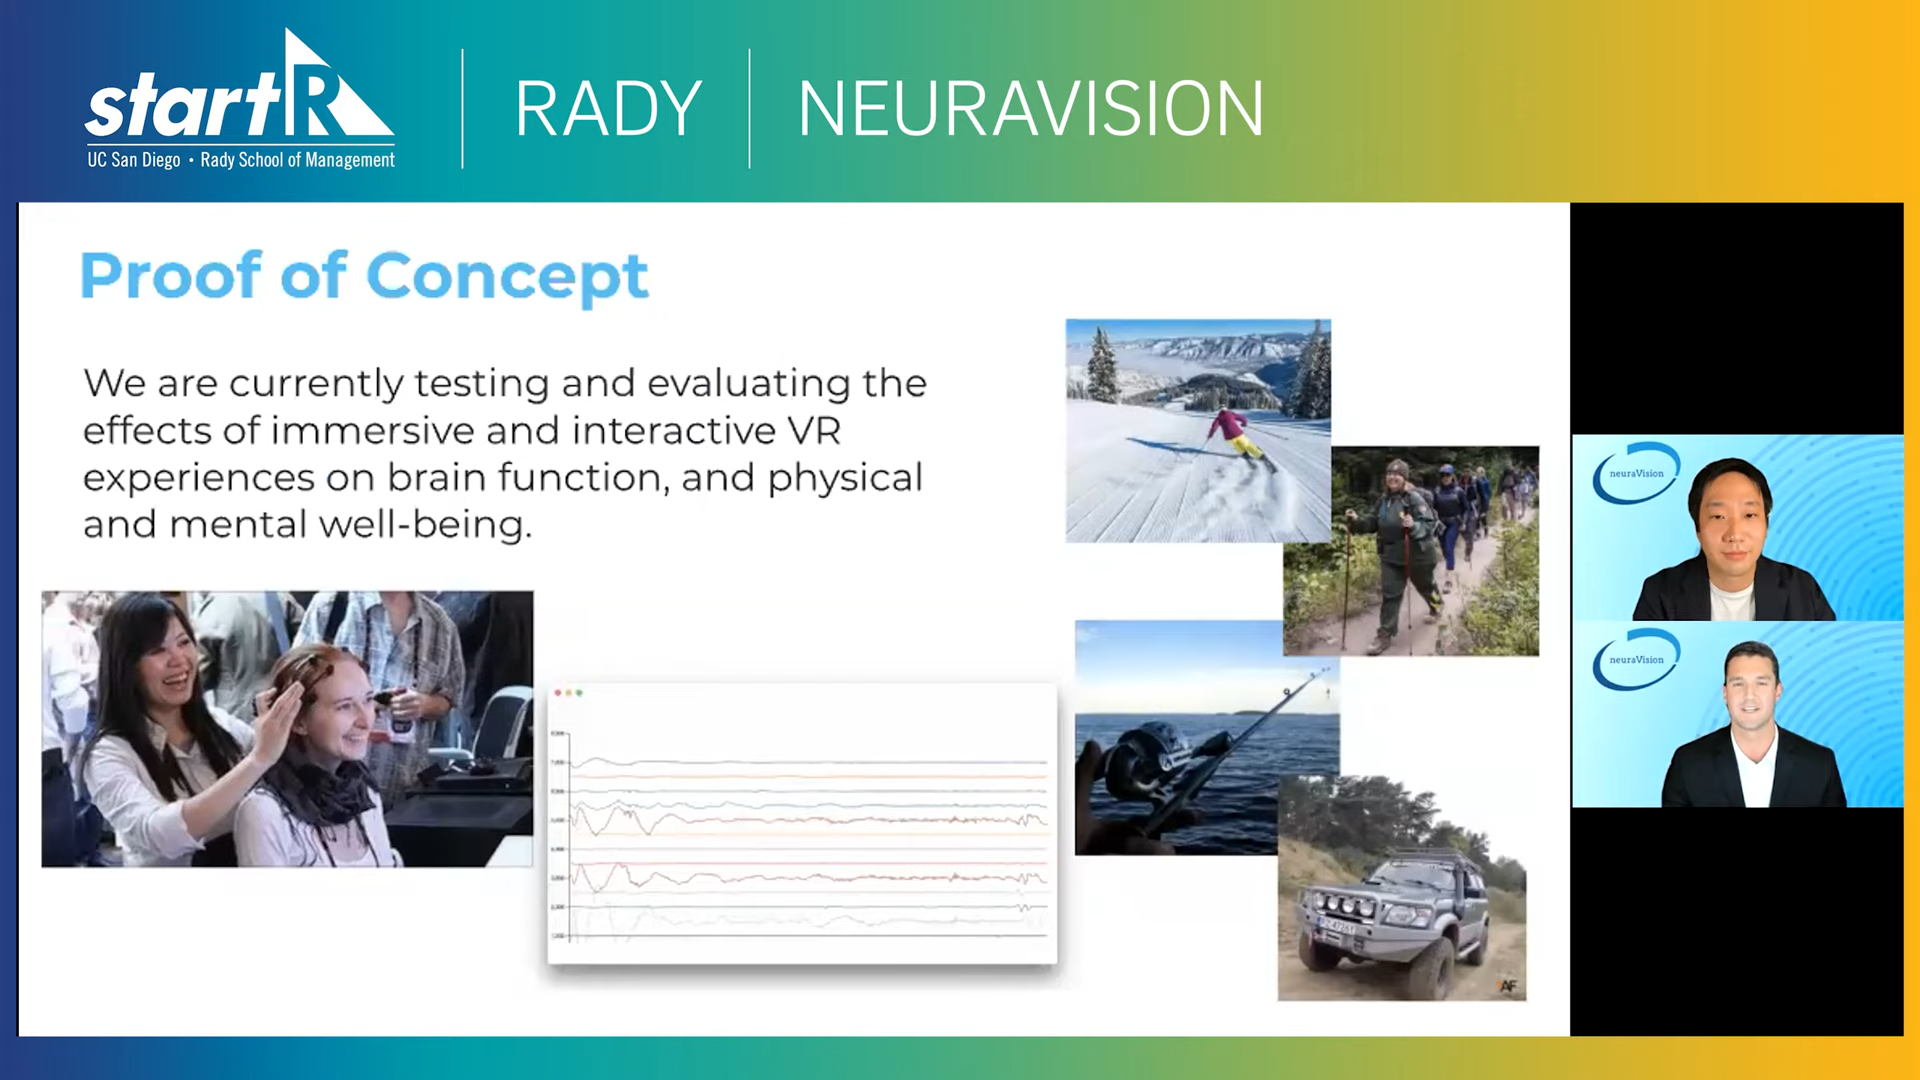 startR
UC San Diego • Rady School of Management
RADY
NEURAVISION
Proof of Concept
We are currently testing and evaluating the
effects of immersive and interactive VR
experiences on brain function, and physical
and mental well-being.
neuraVision
neuraVision
AF